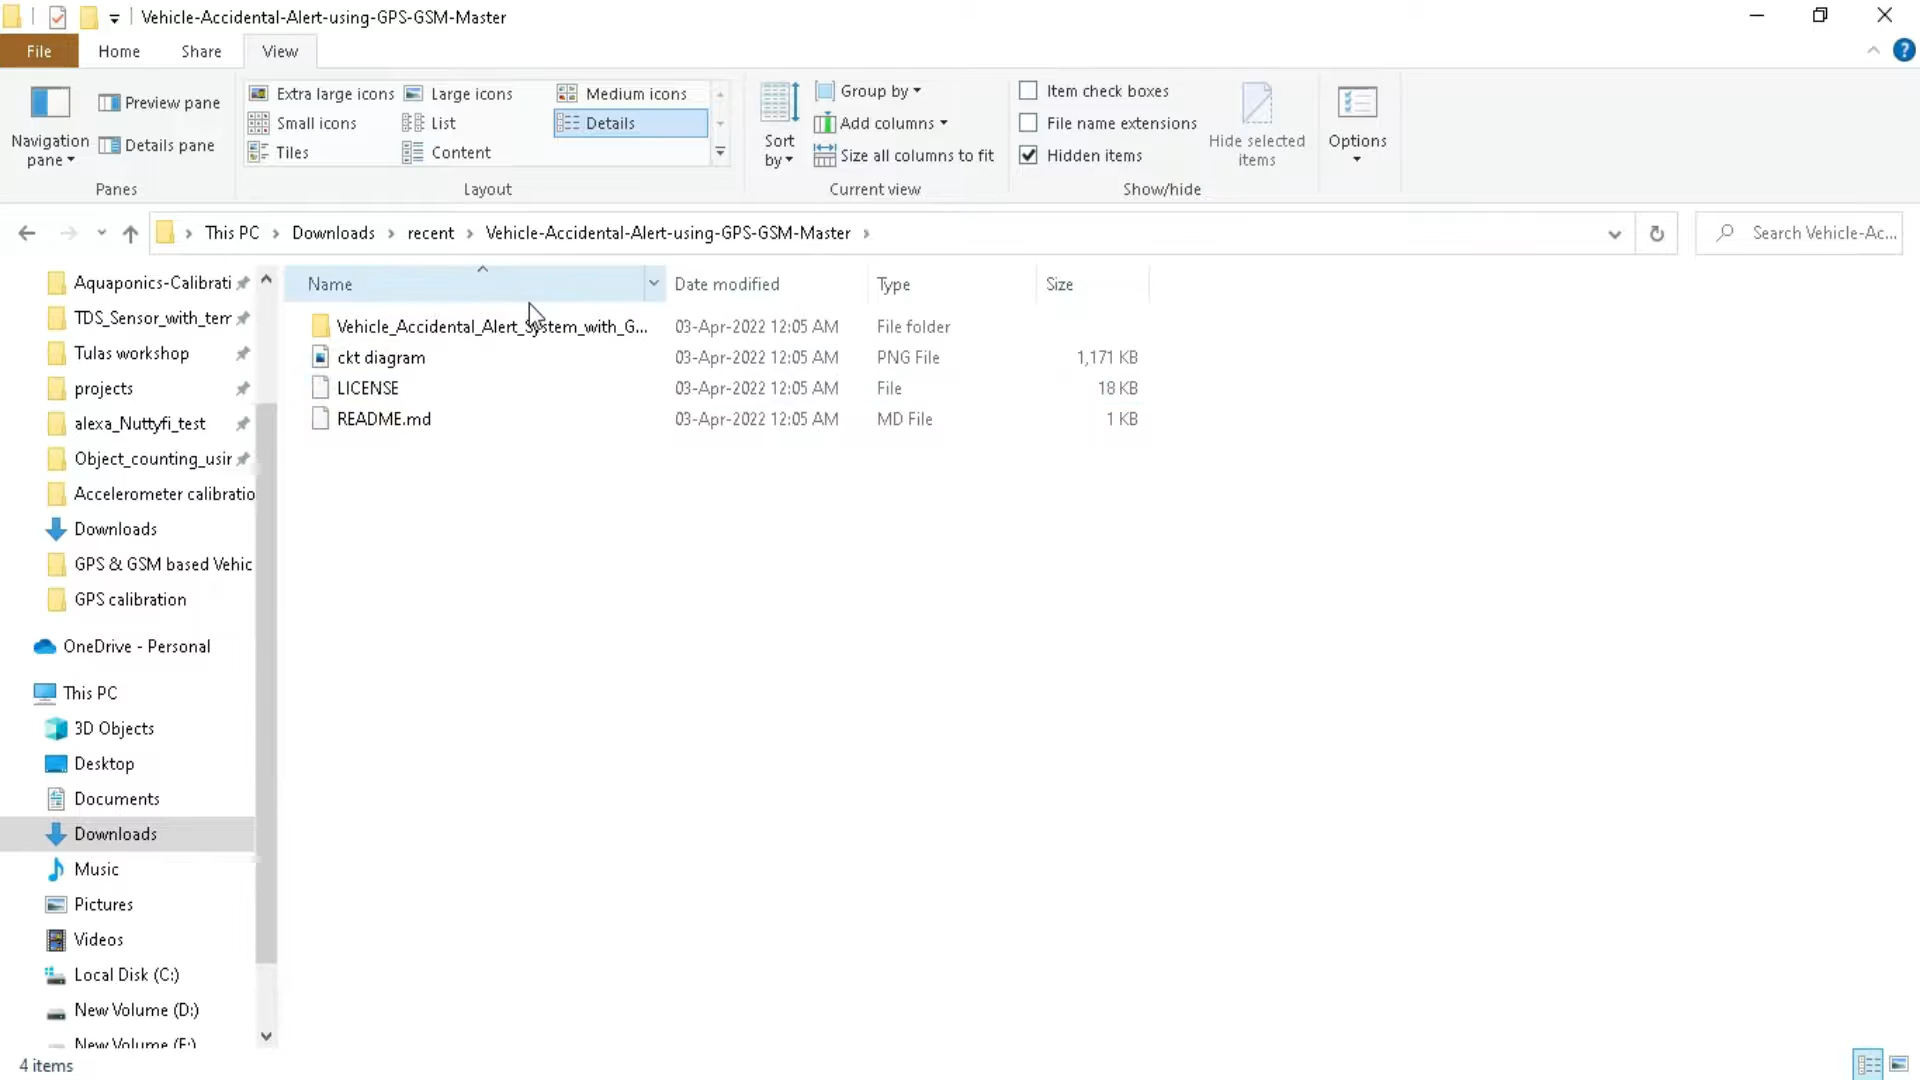 Vehicle-Accidental-Alert-using-GPS-GSM-Master
File Home Share View
Navigation pane
Preview pane
Details pane
Panes
Extra large icons Large icons Medium icons
Small icons List Details
Tiles Content
Layout
Sort by
Group by
Add columns
Size all columns to fit
Current view
Item check boxes
File name extensions
Hidden items
Hide selected items
Show/hide
Options
This PC Downloads recent Vehicle-Accidental-Alert-using-GPS-GSM-Master
Search Vehicle-Ac...
Aquaponics-Calibrati
TDS_Sensor_with_tem
Tulas workshop
projects
alexa_Nuttyfi_test
Object_counting_usir
Accelerometer calibratio
Downloads
GPS & GSM based Vehic
GPS calibration
OneDrive - Personal
This PC
3D Objects
Desktop
Documents
Downloads
Music
Pictures
Videos
Local Disk (C:)
New Volume (D:)
New Volume (E:)
Name Date modified Type Size
Vehicle_Accidental_Alert_System_with_G... 03-Apr-2022 12:05 AM File folder
ckt diagram 03-Apr-2022 12:05 AM PNG File 1,171 KB
LICENSE 03-Apr-2022 12:05 AM File 18 KB
README.md 03-Apr-2022 12:05 AM MD File 1 KB
4 items